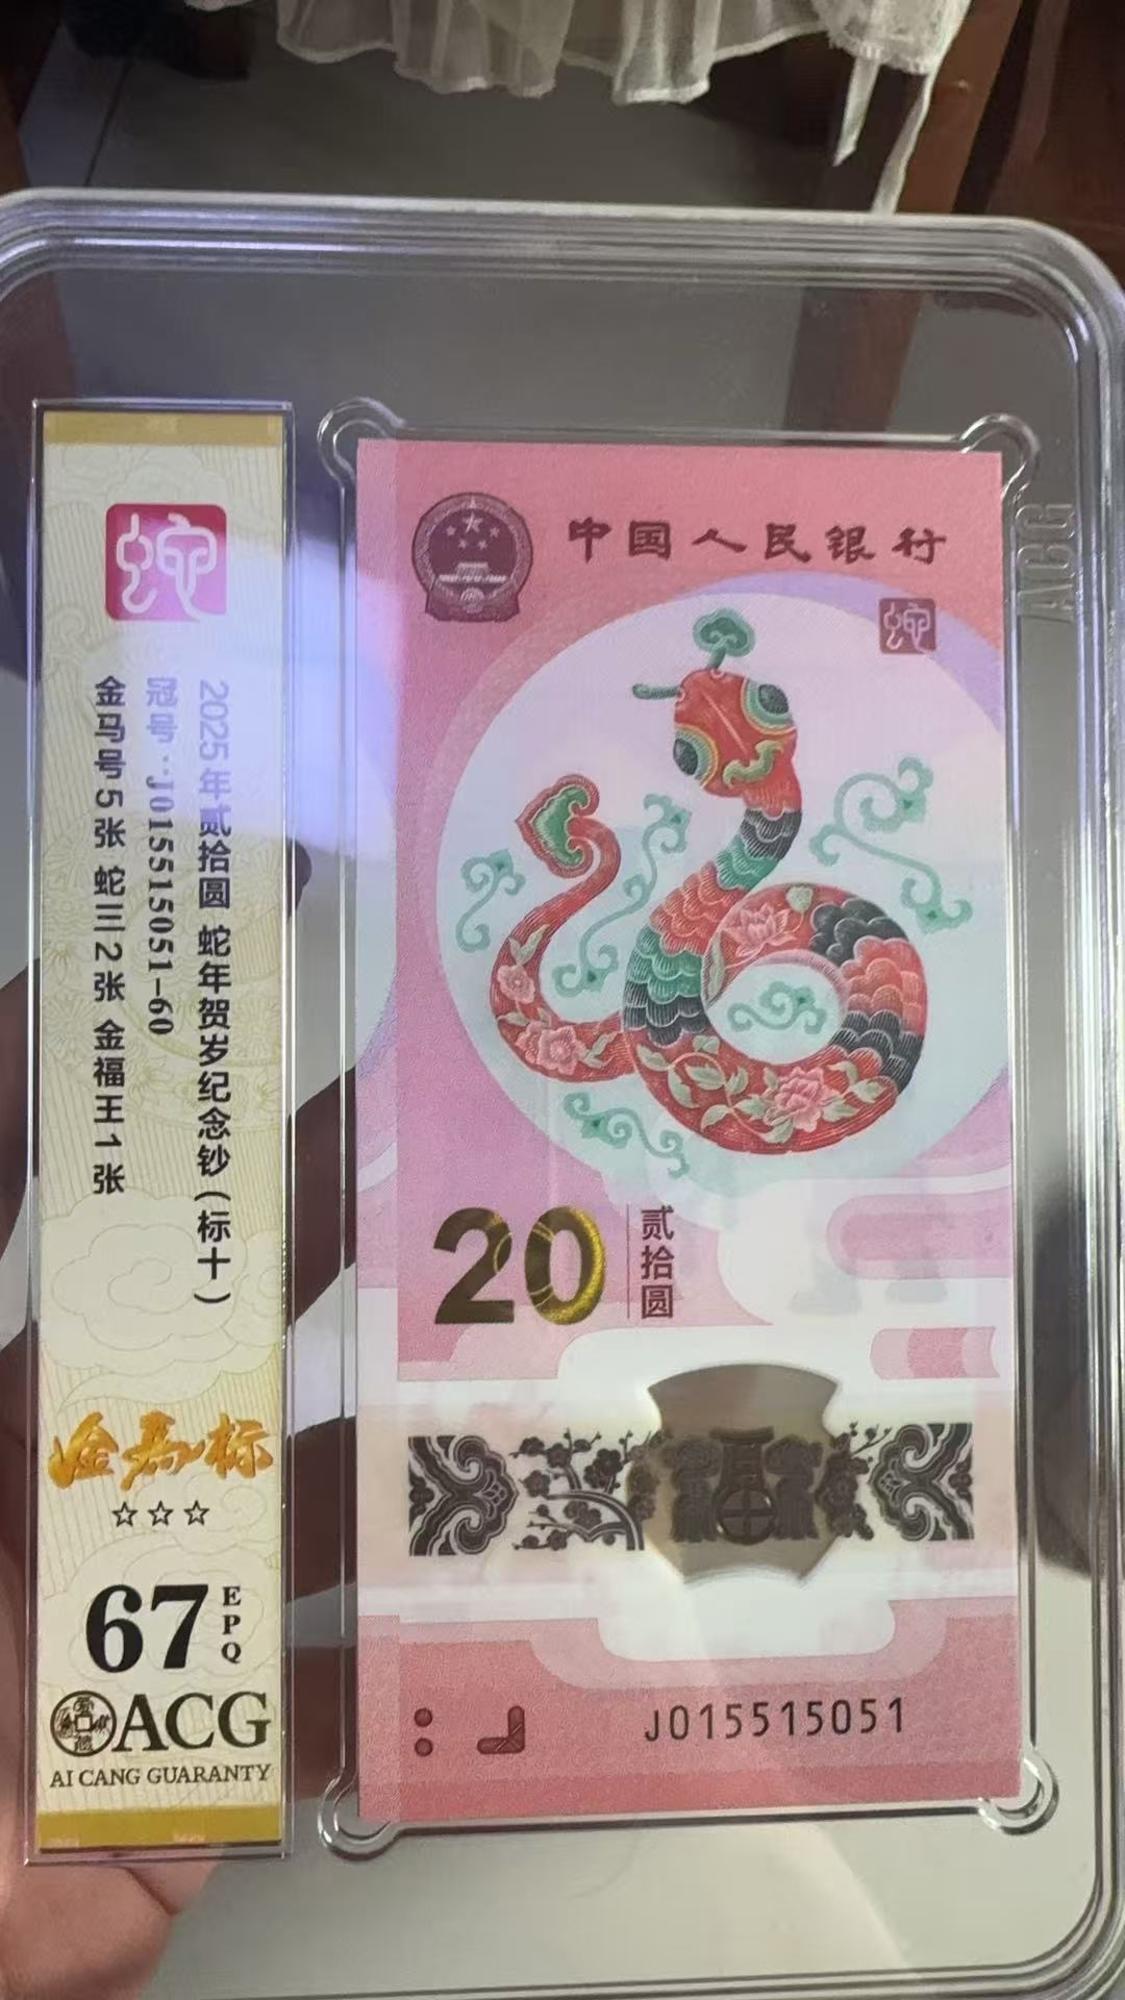 蛇
2025年贰拾圆 蛇年贺岁纪念钞(标十)
冠号:J015515051-60
金马号5张 蛇三2张 金福王1张
金马标
☆☆☆
67
EPQ
ACG
AI CANG GUARANTY
中国人民银行
蛇
20
贰拾圆
J015515051
ACG